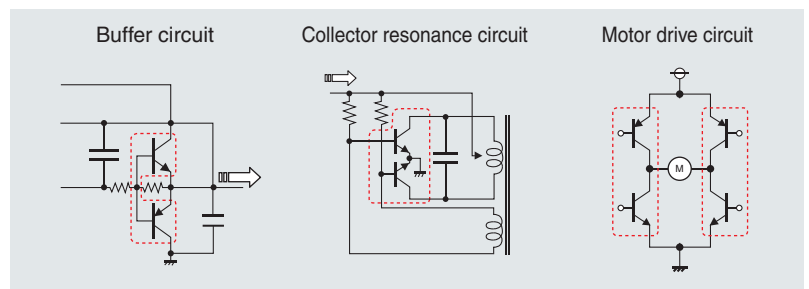 Buffer circuit
Collector resonance circuit
Motor drive circuit
M